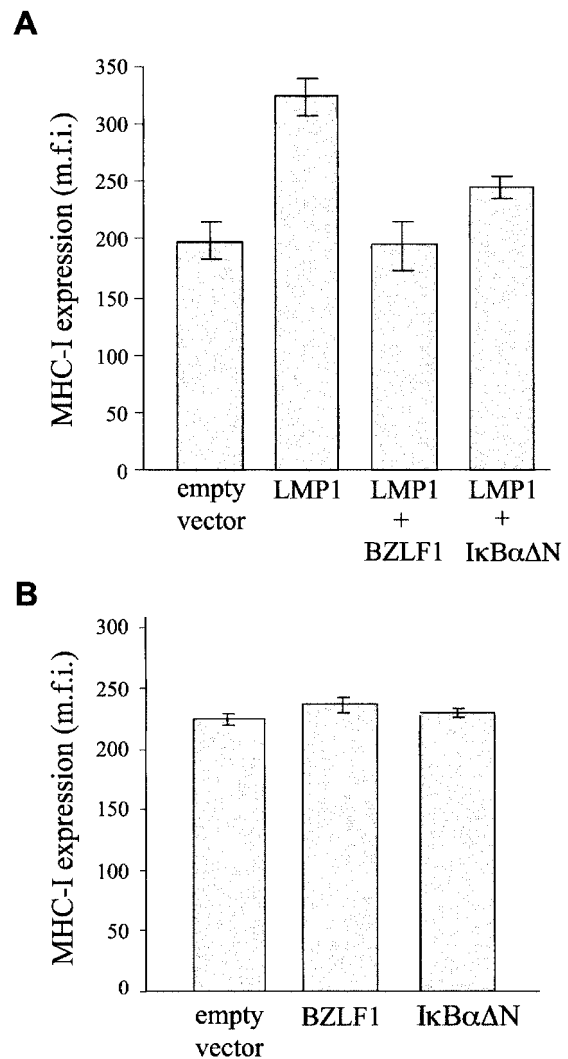 A
MHC-I expression (m.f.i.)
350
300
250
200
150
100
50
0
empty vector
LMP1
LMP1 + BZLF1
LMP1 + IκBαΔN
B
MHC-I expression (m.f.i.)
300
250
200
150
100
50
0
empty vector
BZLF1
IκBαΔN